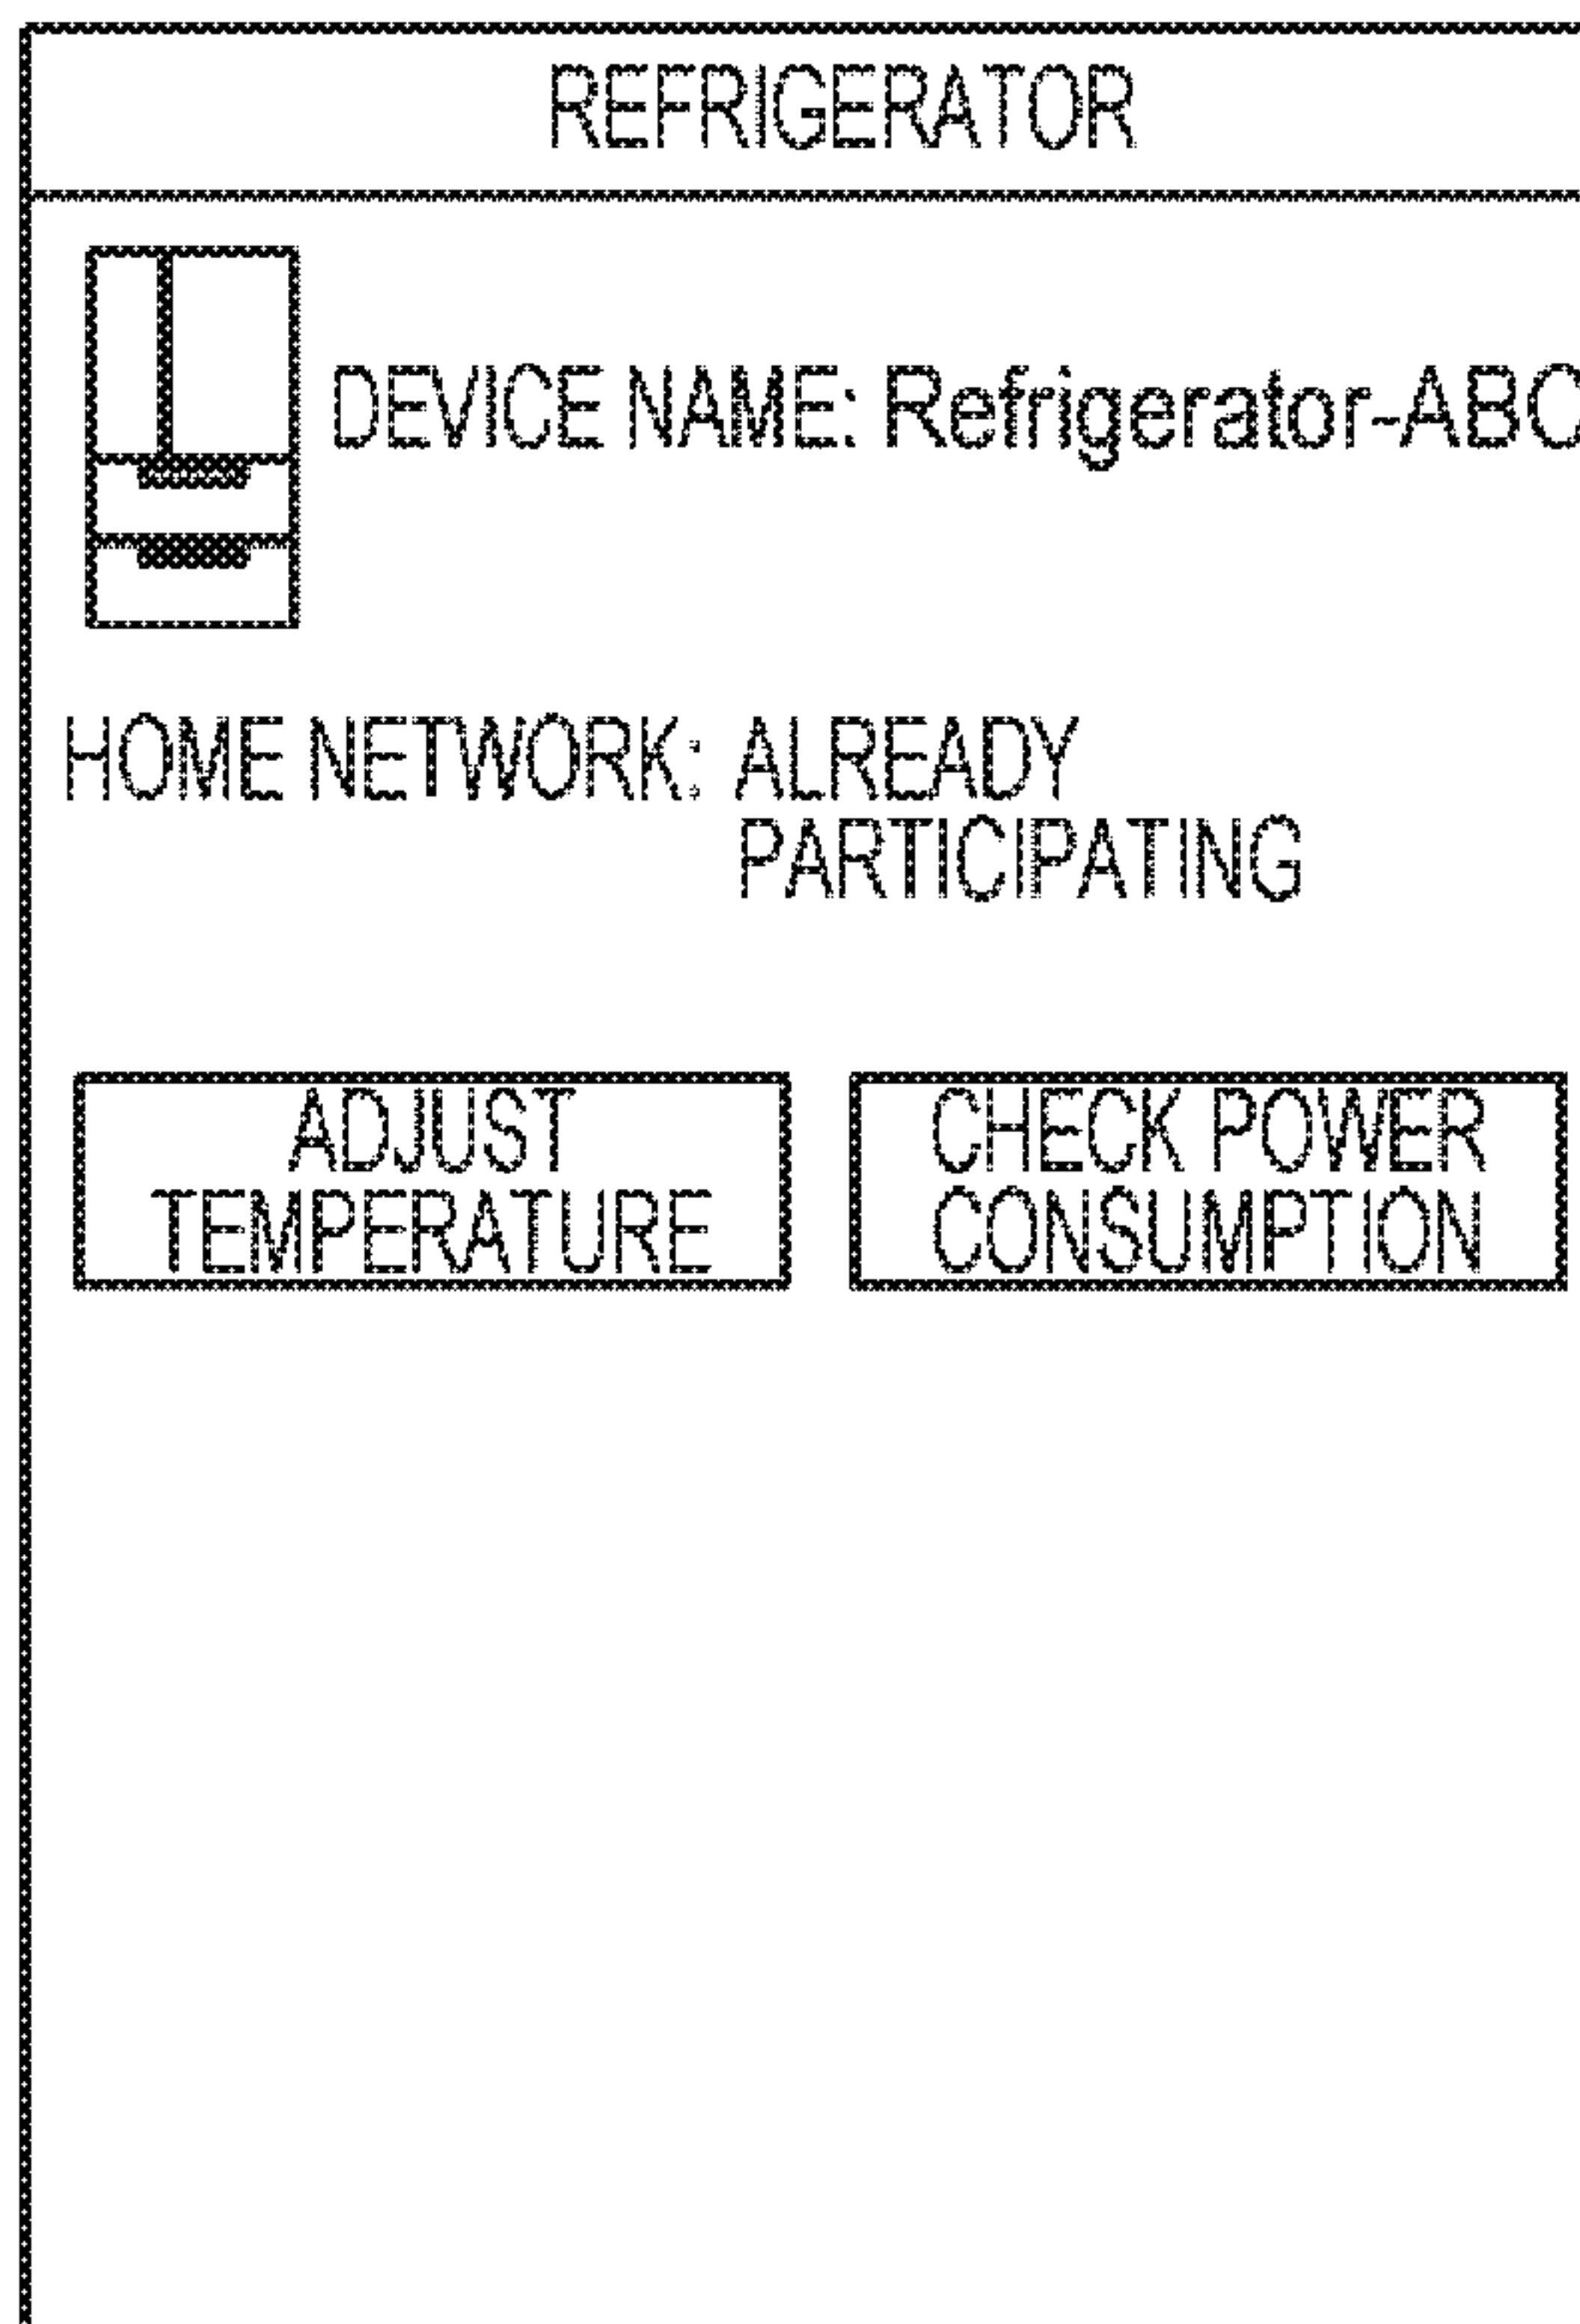 REFRIGERATOR
DEVICE NAME: Refrigerator-ABC
HOME NETWORK: ALREADY
PARTICIPATING
ADJUST
TEMPERATURE
CHECK POWER
CONSUMPTION